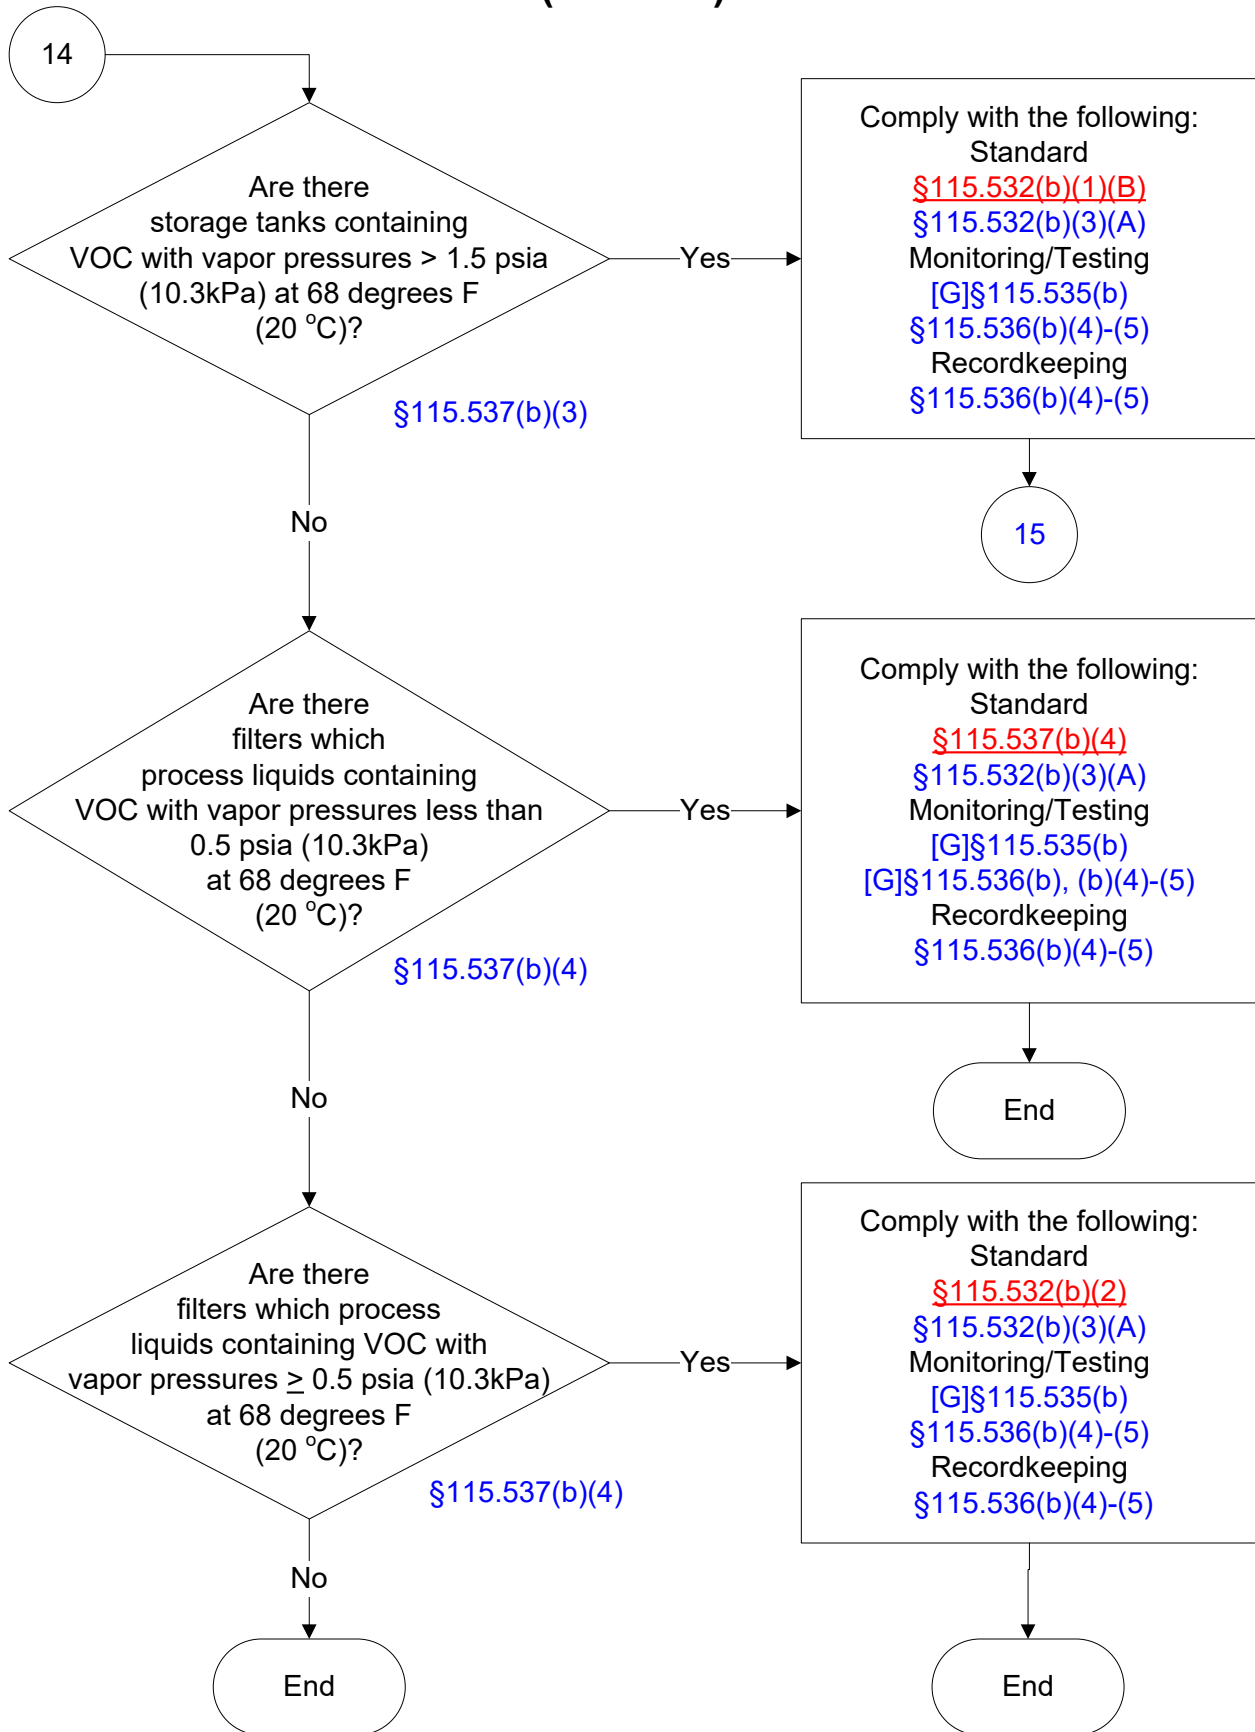 14
Are there
storage tanks containing
VOC with vapor pressures > 1.5 psia
(10.3kPa) at 68 degrees F
(20 °C)?
§115.537(b)(3)
Yes
Comply with the following:
Standard
§115.532(b)(1)(B)
§115.532(b)(3)(A)
Monitoring/Testing
[G]§115.535(b)
§115.536(b)(4)-(5)
Recordkeeping
§115.536(b)(4)-(5)
15
No
Are there
filters which
process liquids containing
VOC with vapor pressures less than
0.5 psia (10.3kPa)
at 68 degrees F
(20 °C)?
§115.537(b)(4)
Yes
Comply with the following:
Standard
§115.537(b)(4)
§115.532(b)(3)(A)
Monitoring/Testing
[G]§115.535(b)
[G]§115.536(b), (b)(4)-(5)
Recordkeeping
§115.536(b)(4)-(5)
End
No
Are there
filters which process
liquids containing VOC with
vapor pressures ≥ 0.5 psia (10.3kPa)
at 68 degrees F
(20 °C)?
§115.537(b)(4)
Yes
Comply with the following:
Standard
§115.532(b)(2)
§115.532(b)(3)(A)
Monitoring/Testing
[G]§115.535(b)
§115.536(b)(4)-(5)
Recordkeeping
§115.536(b)(4)-(5)
End
No
End